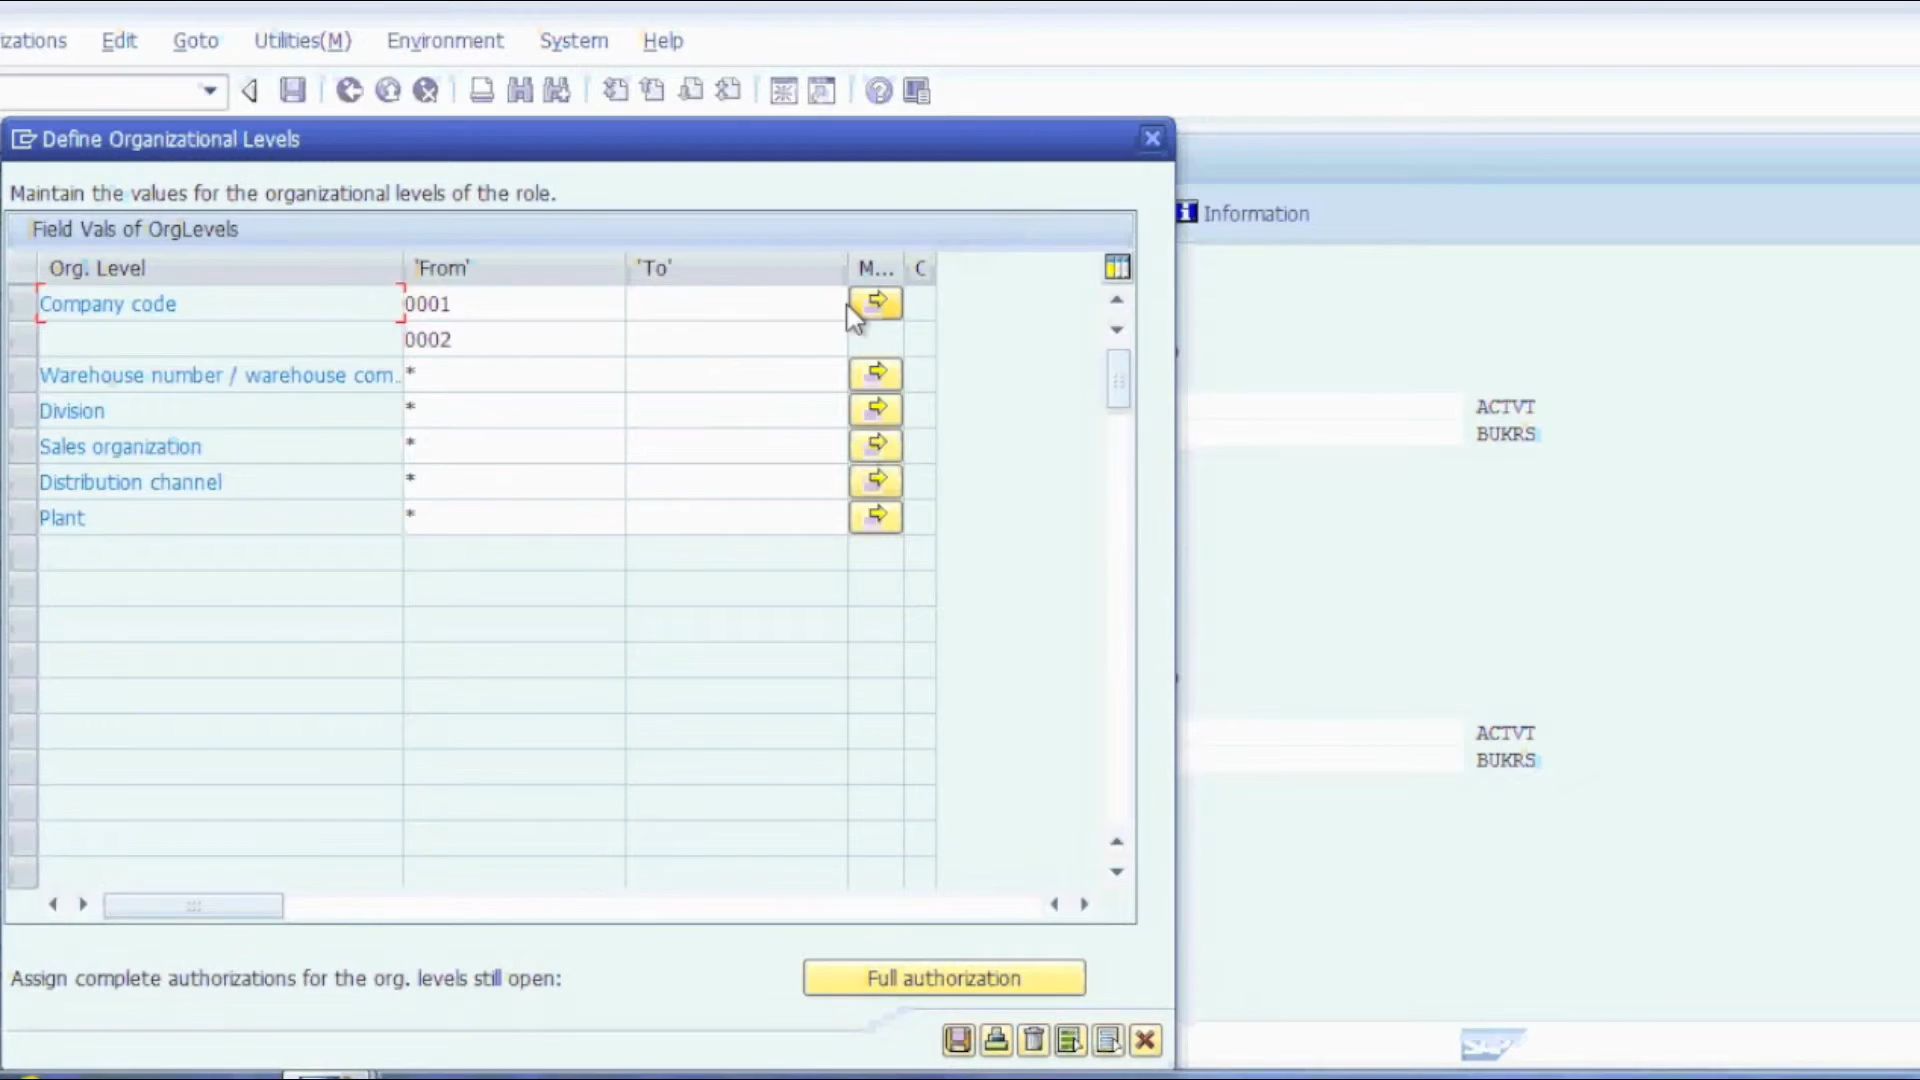 izations Edit Goto Utilities(M) Environment System Help
Define Organizational Levels
Maintain the values for the organizational levels of the role.
Information
Field Vals of OrgLevels
Org. Level 'From' 'To' M... C
Company code 0001
0002
Warehouse number / warehouse com.. *
Division *
Sales organization *
Distribution channel *
Plant *
ACTVT
BUKRS
ACTVT
BUKRS
Assign complete authorizations for the org. levels still open: Full authorization
SAP